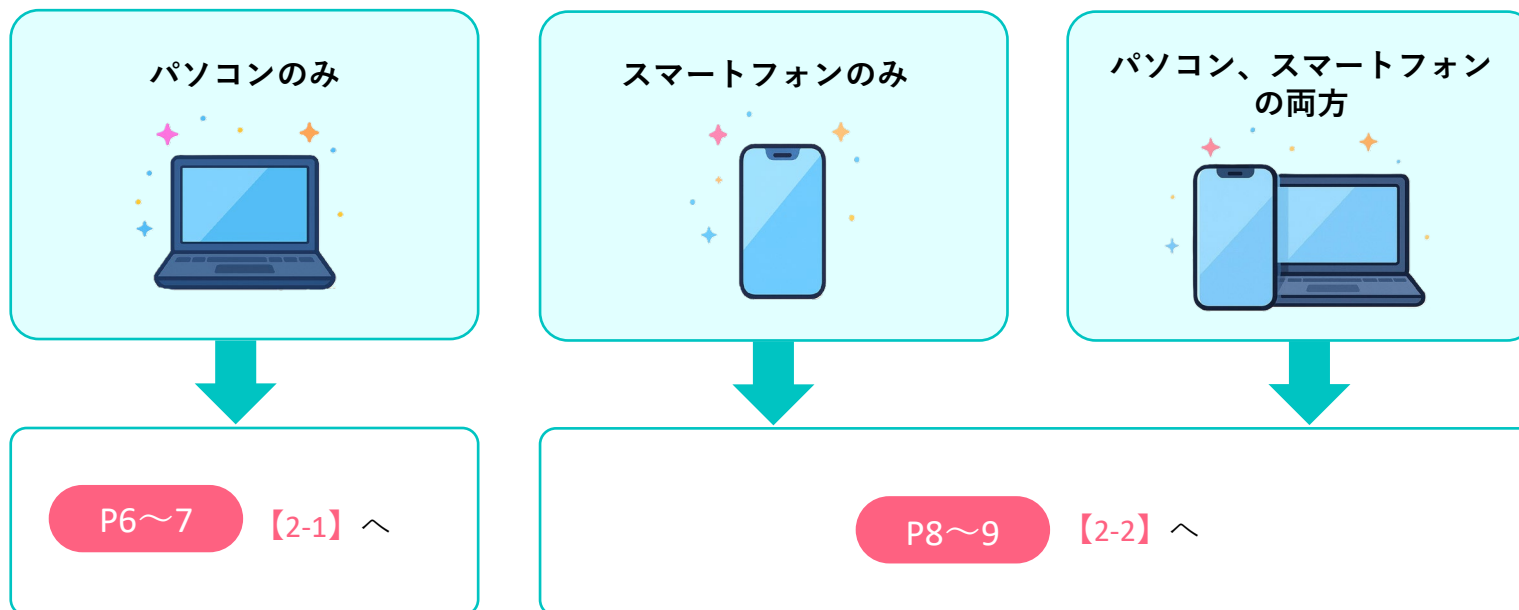 パソコンのみ
スマートフォンのみ
パソコン、スマートフォン
の両方
P6～7 【2-1】 へ
P8～9 【2-2】 へ